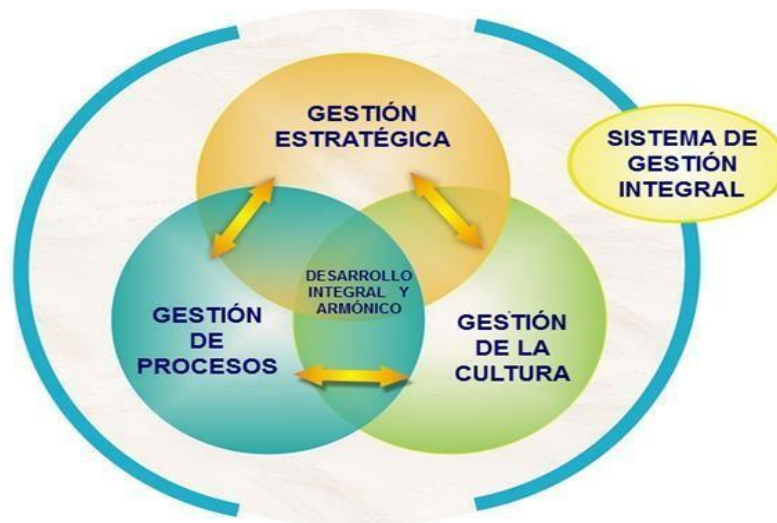 GESTIÓN
ESTRATÉGICA
SISTEMA DE
GESTIÓN
INTEGRAL
DESARROLLO
INTEGRAL Y
ARMÓNICO
GESTIÓN
DE
PROCESOS
GESTIÓN
DE LA
CULTURA